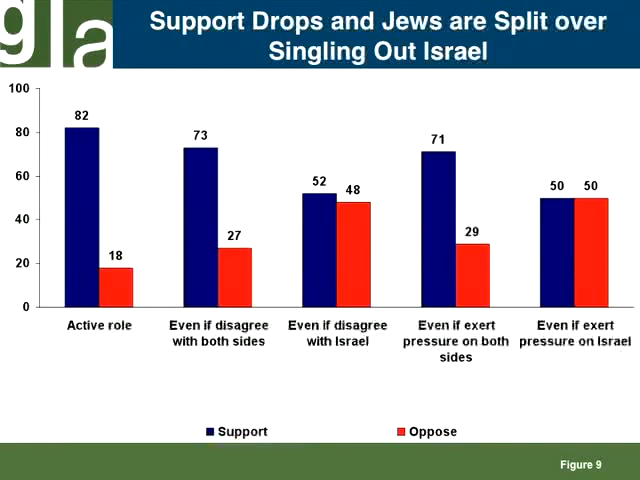 gla
Support Drops and Jews are Split over
Singling Out Israel
100
80
60
40
20
0
82
18
73
27
52
48
71
29
50
50
Active role
Even if disagree
with both sides
Even if disagree
with Israel
Even if exert
pressure on both
sides
Even if exert
pressure on Israel
Support
Oppose
Figure 9